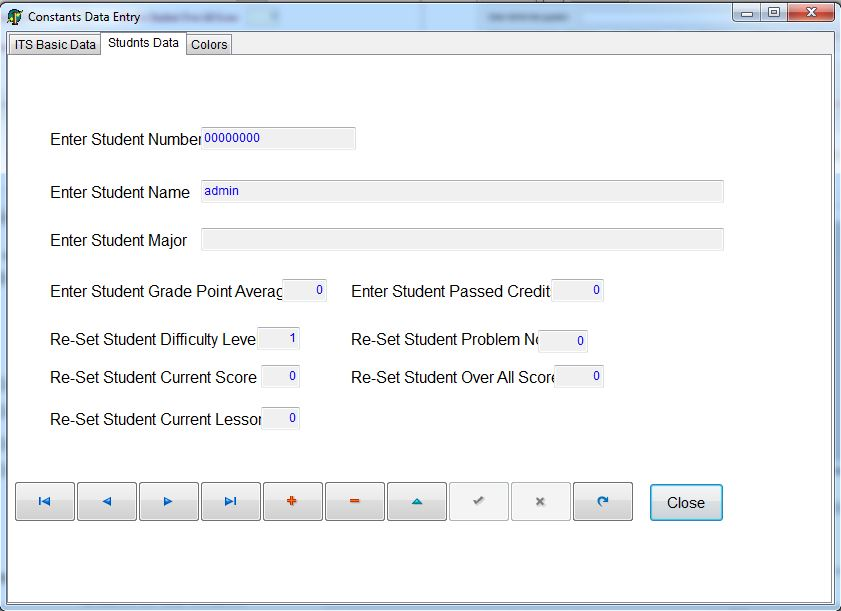 Constants Data Entry
ITS Basic Data Studnts Data Colors
Enter Student Number 00000000
Enter Student Name admin
Enter Student Major
Enter Student Grade Point Averag 0 Enter Student Passed Credit 0
Re-Set Student Difficulty Leve 1 Re-Set Student Problem No 0
Re-Set Student Current Score 0 Re-Set Student Over All Score 0
Re-Set Student Current Lesson 0
Close